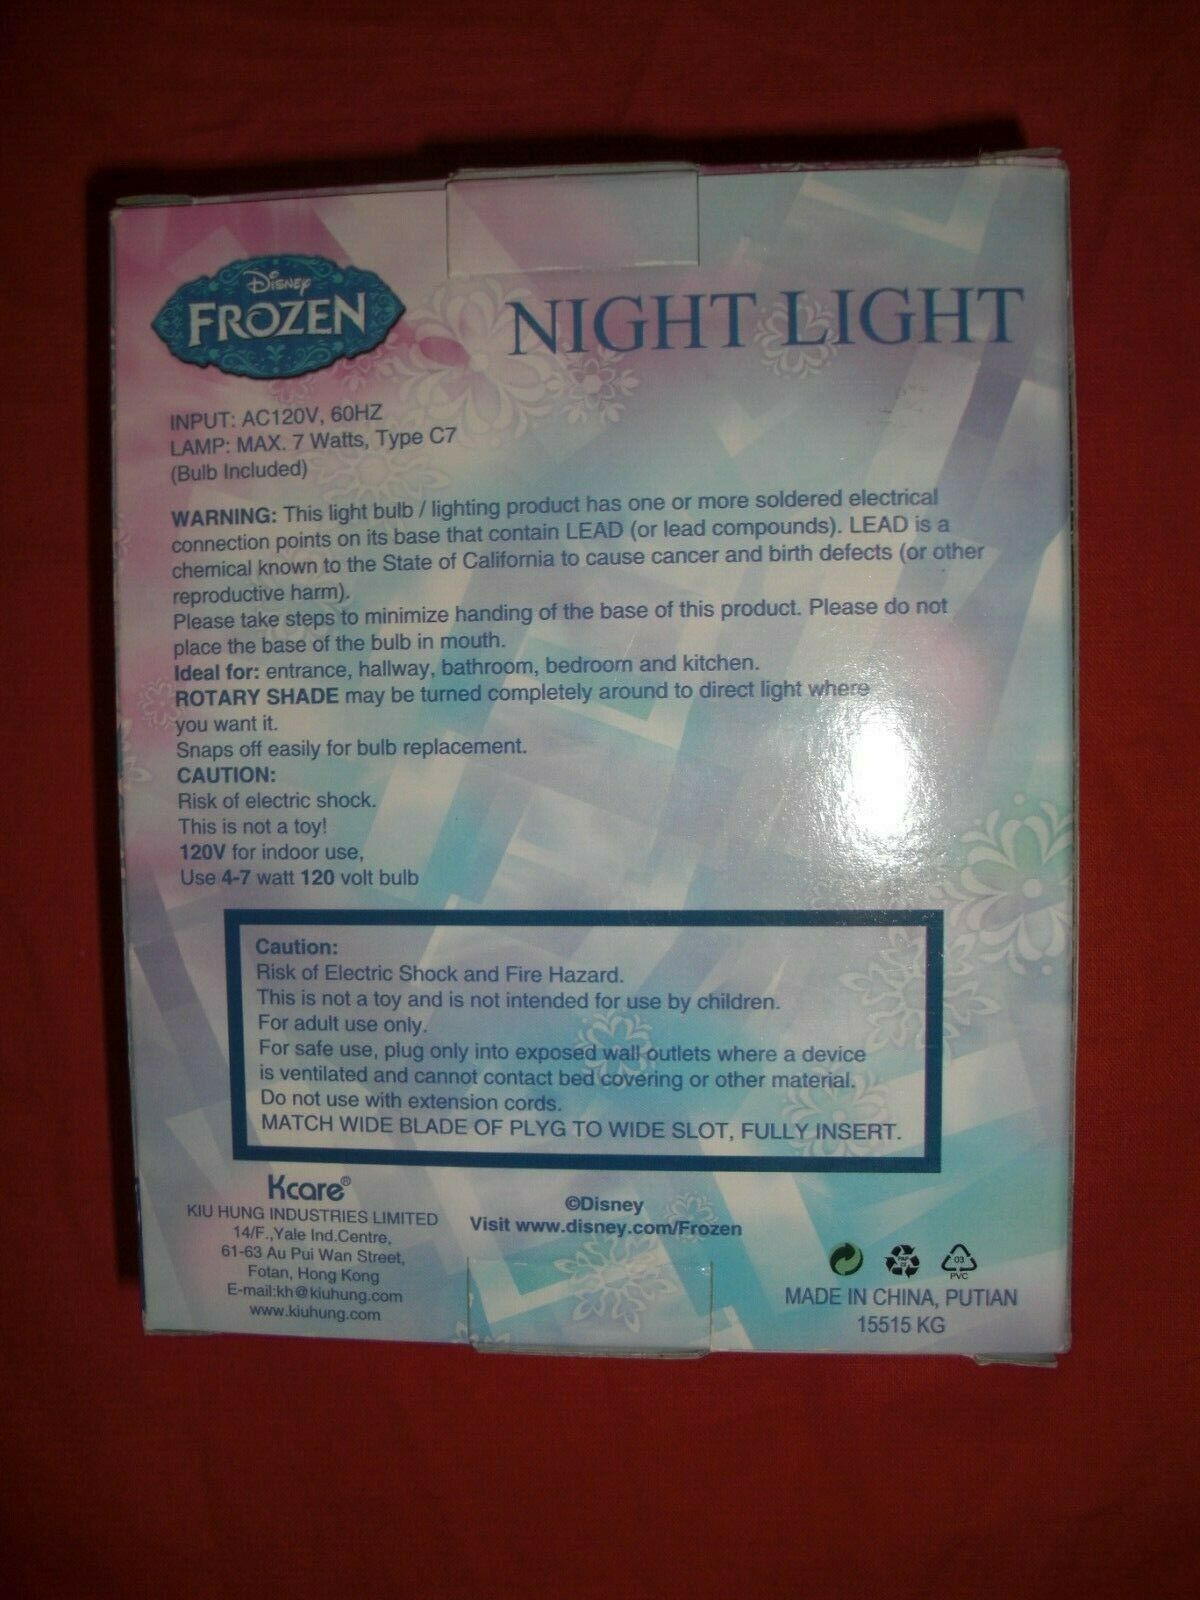 Disney
FROZEN
NIGHT LIGHT
INPUT: AC120V, 60HZ
LAMP: MAX. 7 Watts, Type C7
(Bulb Included)
WARNING: This light bulb / lighting product has one or more soldered electrical
connection points on its base that contain LEAD (or lead compounds). LEAD is a
chemical known to the State of California to cause cancer and birth defects (or other
reproductive harm).
Please take steps to minimize handing of the base of this product. Please do not
place the base of the bulb in mouth.
Ideal for: entrance, hallway, bathroom, bedroom and kitchen.
ROTARY SHADE may be turned completely around to direct light where
you want it.
Snaps off easily for bulb replacement.
CAUTION:
Risk of electric shock.
This is not a toy!
120V for indoor use,
Use 4-7 watt 120 volt bulb
Caution:
Risk of Electric Shock and Fire Hazard.
This is not a toy and is not intended for use by children.
For adult use only.
For safe use, plug only into exposed wall outlets where a device
is ventilated and cannot contact bed covering or other material.
Do not use with extension cords.
MATCH WIDE BLADE OF PLYG TO WIDE SLOT, FULLY INSERT.
Kcare®
KIU HUNG INDUSTRIES LIMITED
14/F.,Yale Ind.Centre,
61-63 Au Pui Wan Street,
Fotan, Hong Kong
E-mail:kh@kiuhung.com
www.kiuhung.com
©Disney
Visit www.disney.com/Frozen
PAP
03
PVC
MADE IN CHINA, PUTIAN
15515 KG